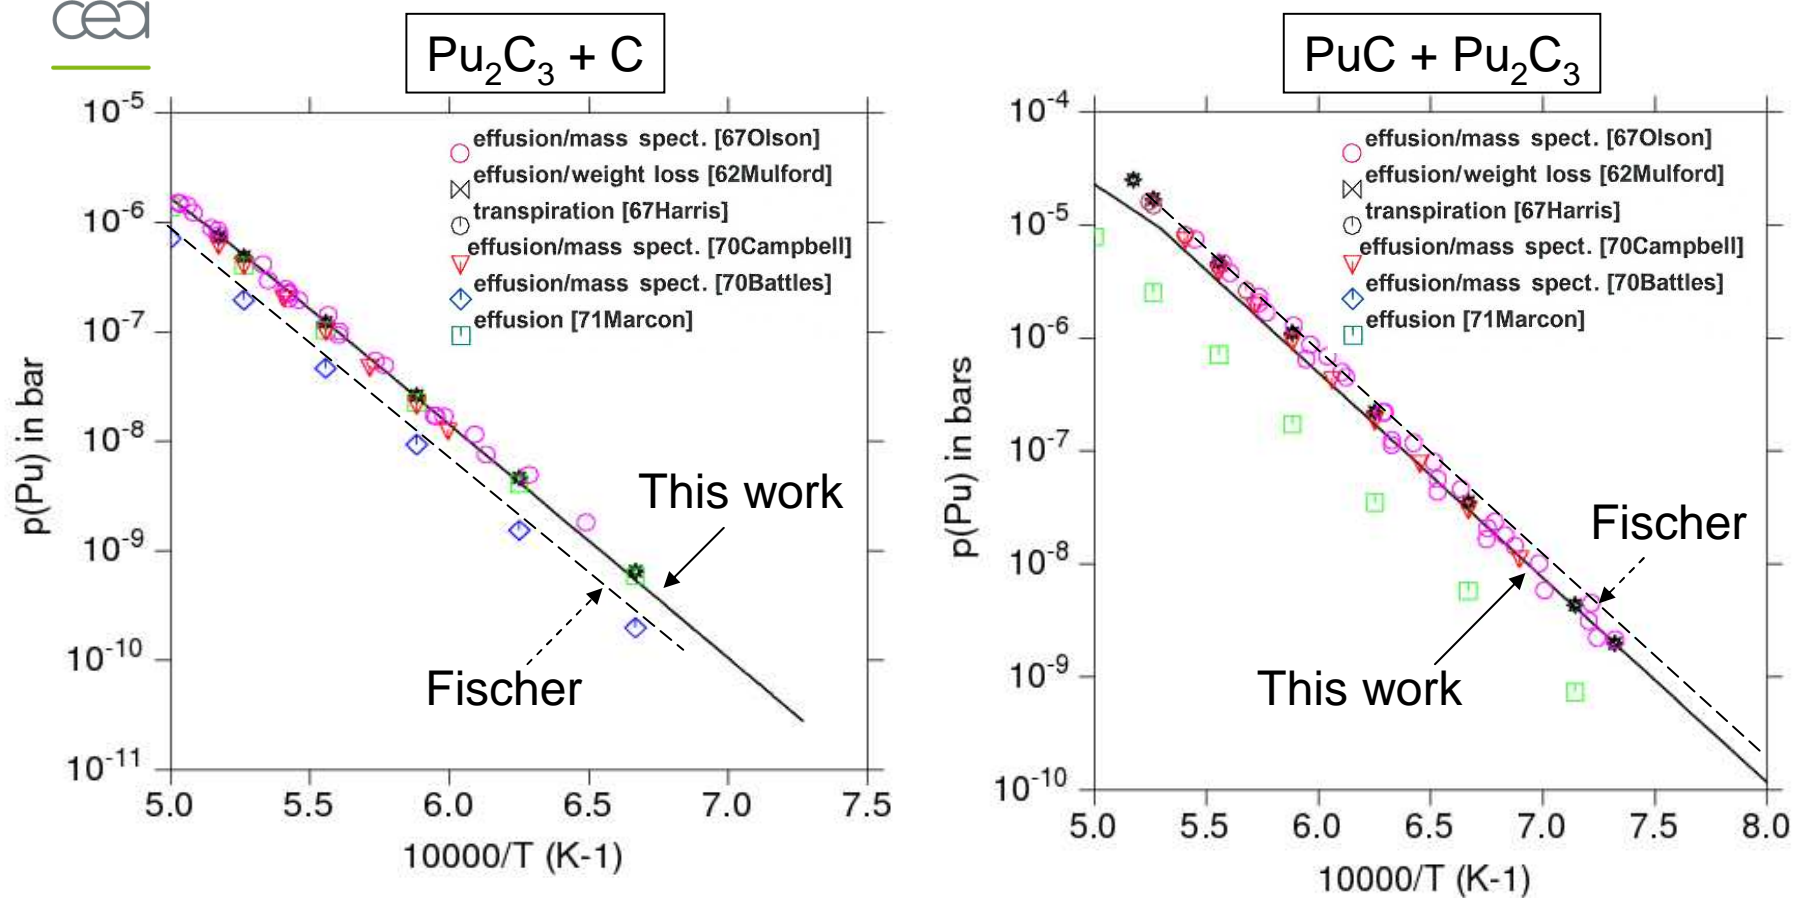 cea
Pu₂C₃ + C
10⁻⁵
10⁻⁶
10⁻⁷
10⁻⁸
10⁻⁹
10⁻¹⁰
10⁻¹¹
p(Pu) in bar
effusion/mass spect. [67Olson]
effusion/weight loss [62Mulford]
transpiration [67Harris]
effusion/mass spect. [70Campbell]
effusion/mass spect. [70Battles]
effusion [71Marcon]
This work
Fischer
5.0 5.5 6.0 6.5 7.0 7.5
10000/T (K-1)
PuC + Pu₂C₃
10⁻⁴
10⁻⁵
10⁻⁶
10⁻⁷
10⁻⁸
10⁻⁹
10⁻¹⁰
p(Pu) in bars
effusion/mass spect. [67Olson]
effusion/weight loss [62Mulford]
transpiration [67Harris]
effusion/mass spect. [70Campbell]
effusion/mass spect. [70Battles]
effusion [71Marcon]
Fischer
This work
5.0 5.5 6.0 6.5 7.0 7.5 8.0
10000/T (K-1)